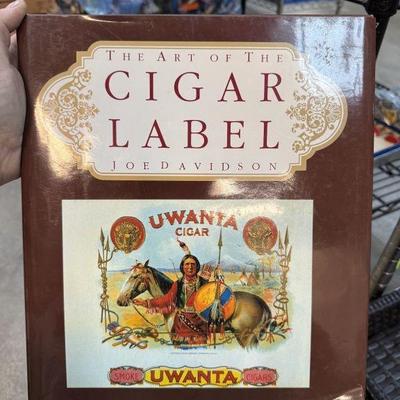 THE ART OF THE
CIGAR
LABEL
JOE DAVIDSON
UWANTA
CIGAR
SMOKE UWANTA CIGARS